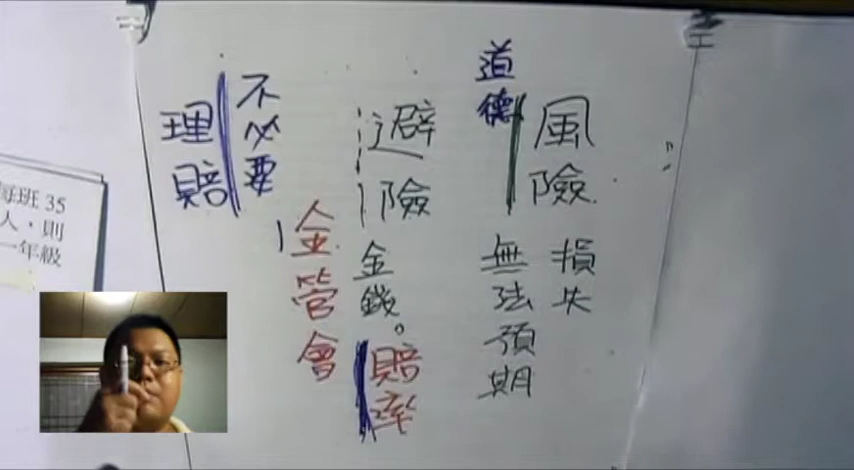 道德
風險
損失
無法預期
避險
金錢。
賠率
不必要
理賠
金管會
每班 35
人，則
一年級